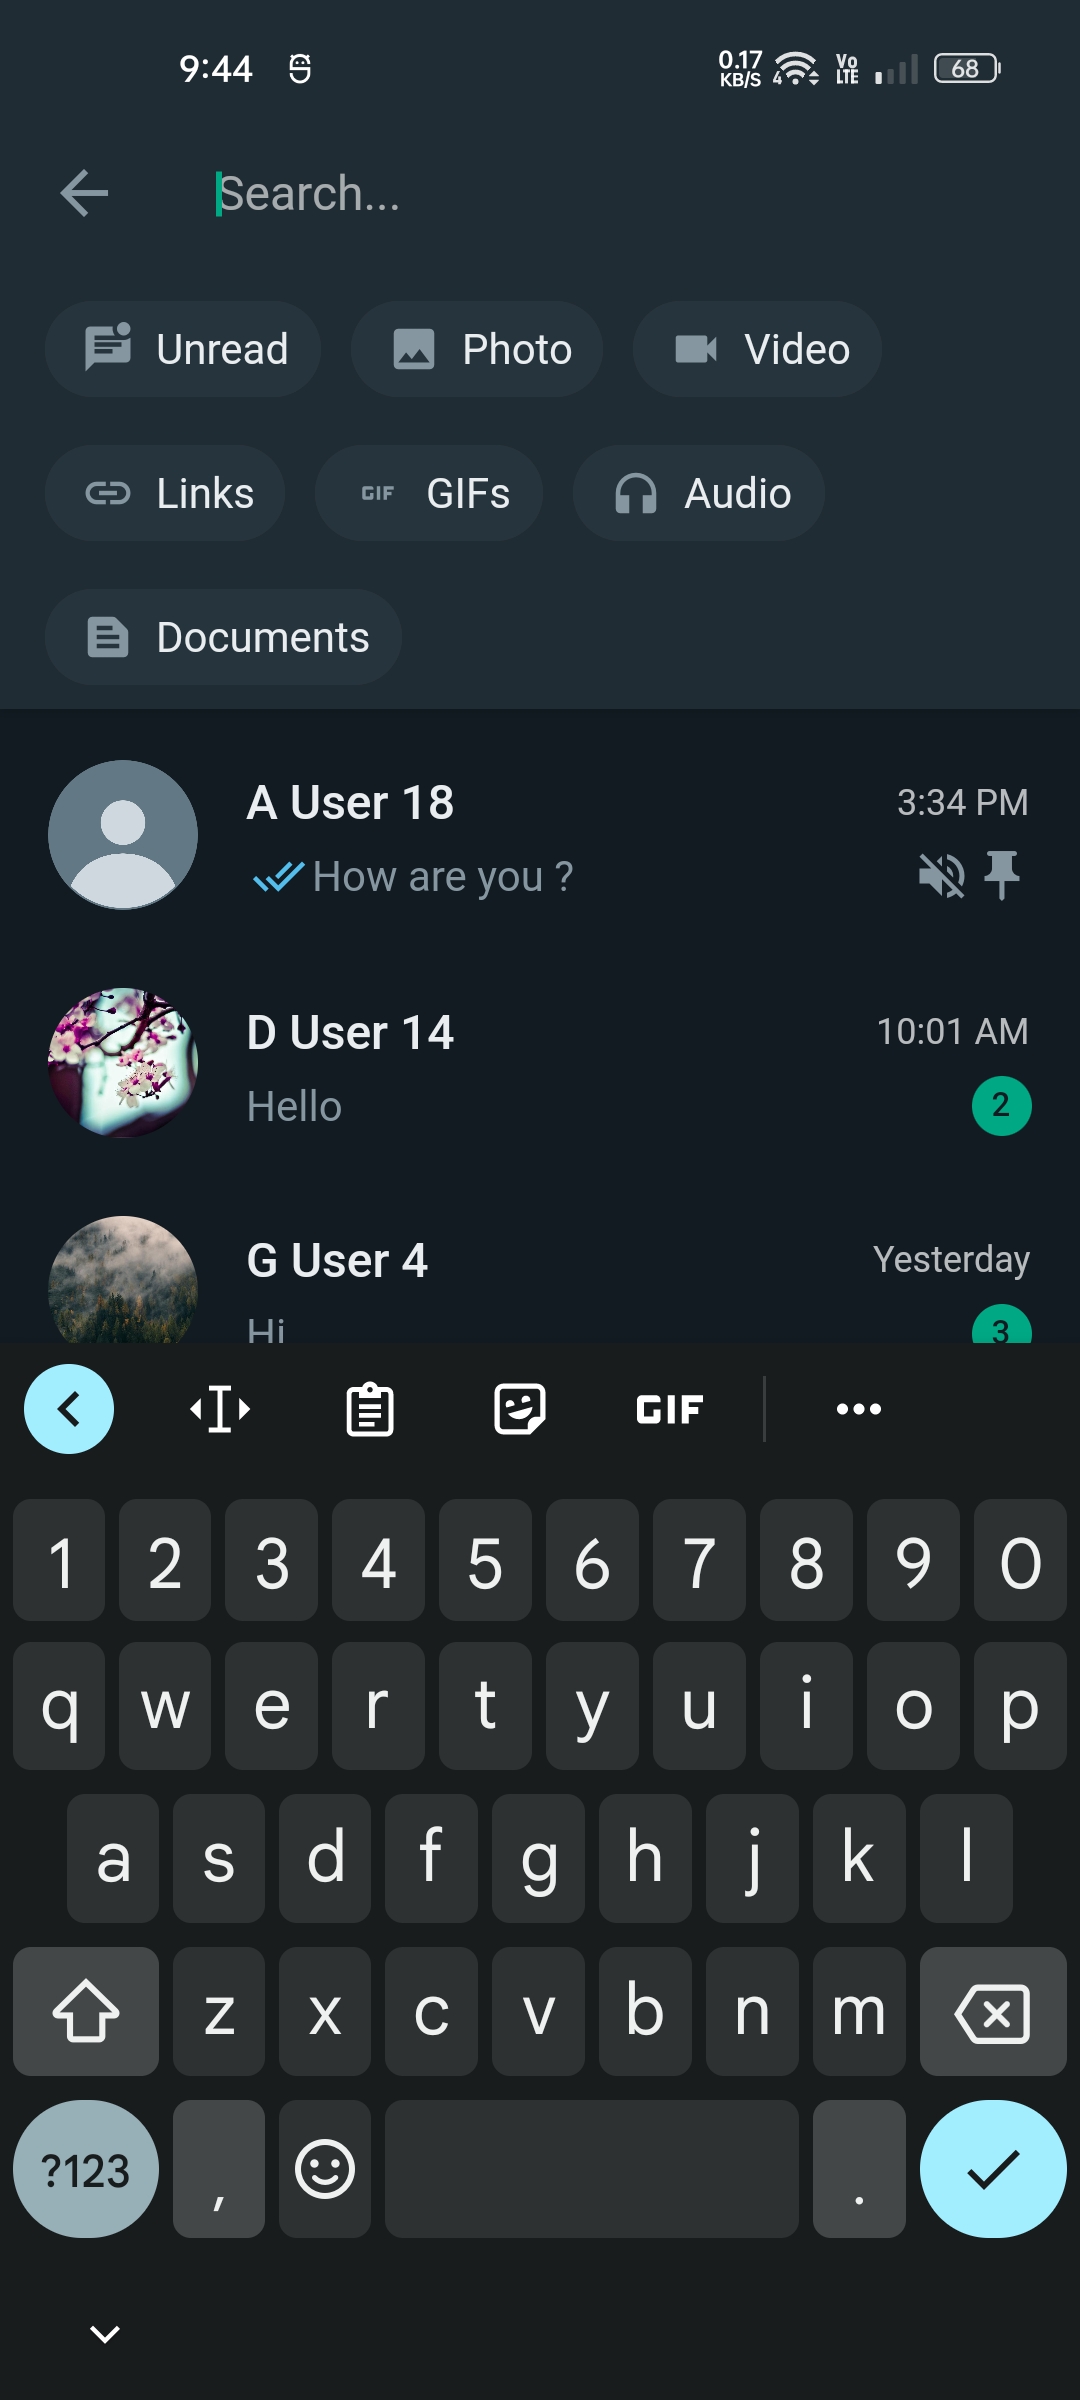 9:44 0.17 KB/S 4 Vo LTE 68
Search...
Unread Photo Video
Links GIF GIFs Audio
Documents
A User 18 3:34 PM
How are you ?
D User 14 10:01 AM
Hello 2
G User 4 Yesterday
Hi 3
GIF
1 2 3 4 5 6 7 8 9 0
q w e r t y u i o p
a s d f g h j k l
z x c v b n m
?123 , .